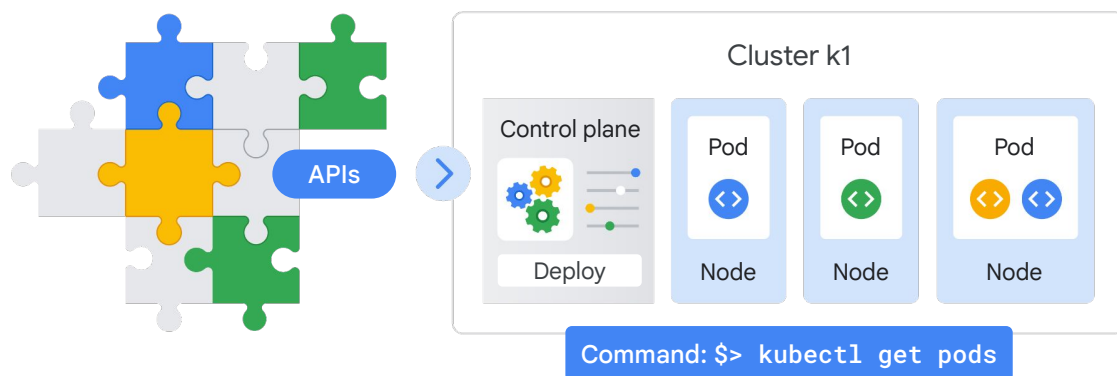 Cluster k1
APIs
Control plane
Deploy
Pod
Node
Pod
Node
Pod
Node
Command: $> kubectl get pods